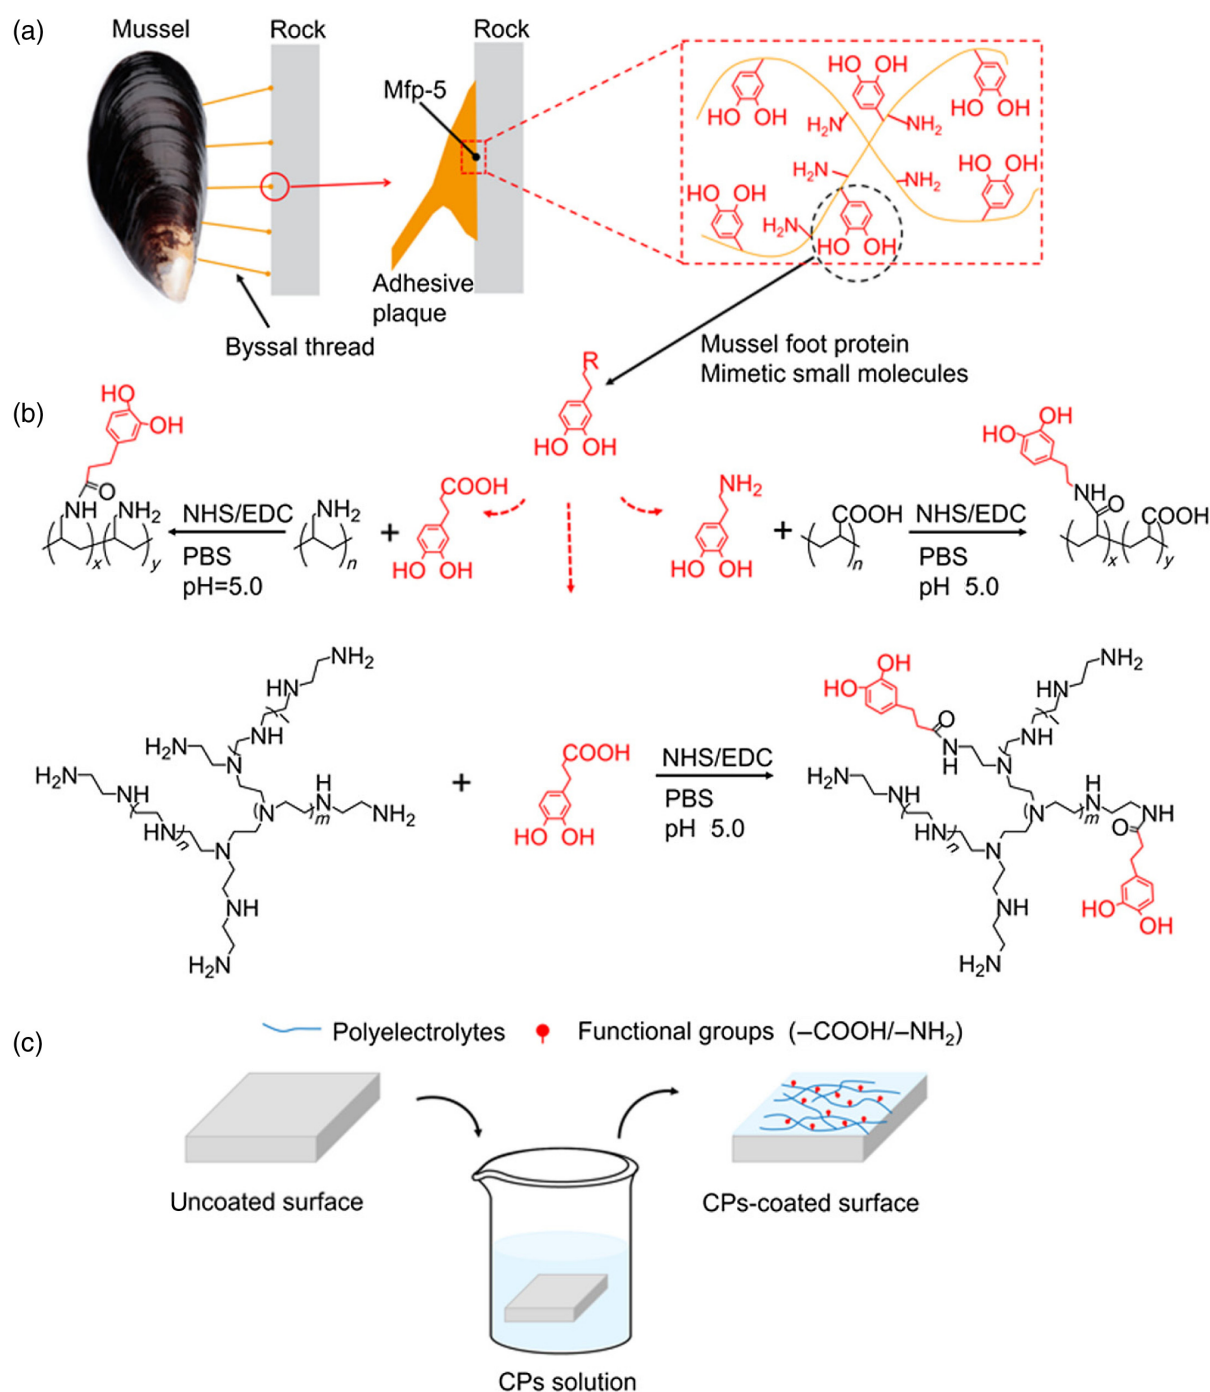 (a)
Mussel
Rock
Rock
Mfp-5
Adhesive
plaque
Byssal thread
HO OH
HO OH
HO OH
H2N
NH2
H2N
NH2
HO OH
HO OH
H2N
HO OH
Mussel foot protein
Mimetic small molecules
R
HO OH
(b)
HO
OH
O
NH
NH2
x
y
NHS/EDC
PBS
pH=5.0
NH2
n
+
COOH
HO OH
NH2
HO OH
+
COOH
n
NHS/EDC
PBS
pH 5.0
OH
HO
NH
O
COOH
x
y
NH2
HN
NH
H2N
N
H2N
NH
HN
n
N
N
m
H
N
NH2
NH
H2N
+
COOH
HO OH
NHS/EDC
PBS
pH 5.0
OH
HO
O
N
H
NH2
HN
NH
N
H2N
NH
HN
n
N
N
m
H
N
NH
O
HO
OH
NH
H2N
(c)
Polyelectrolytes
Functional groups (–COOH/–NH2)
Uncoated surface
CPs-coated surface
CPs solution